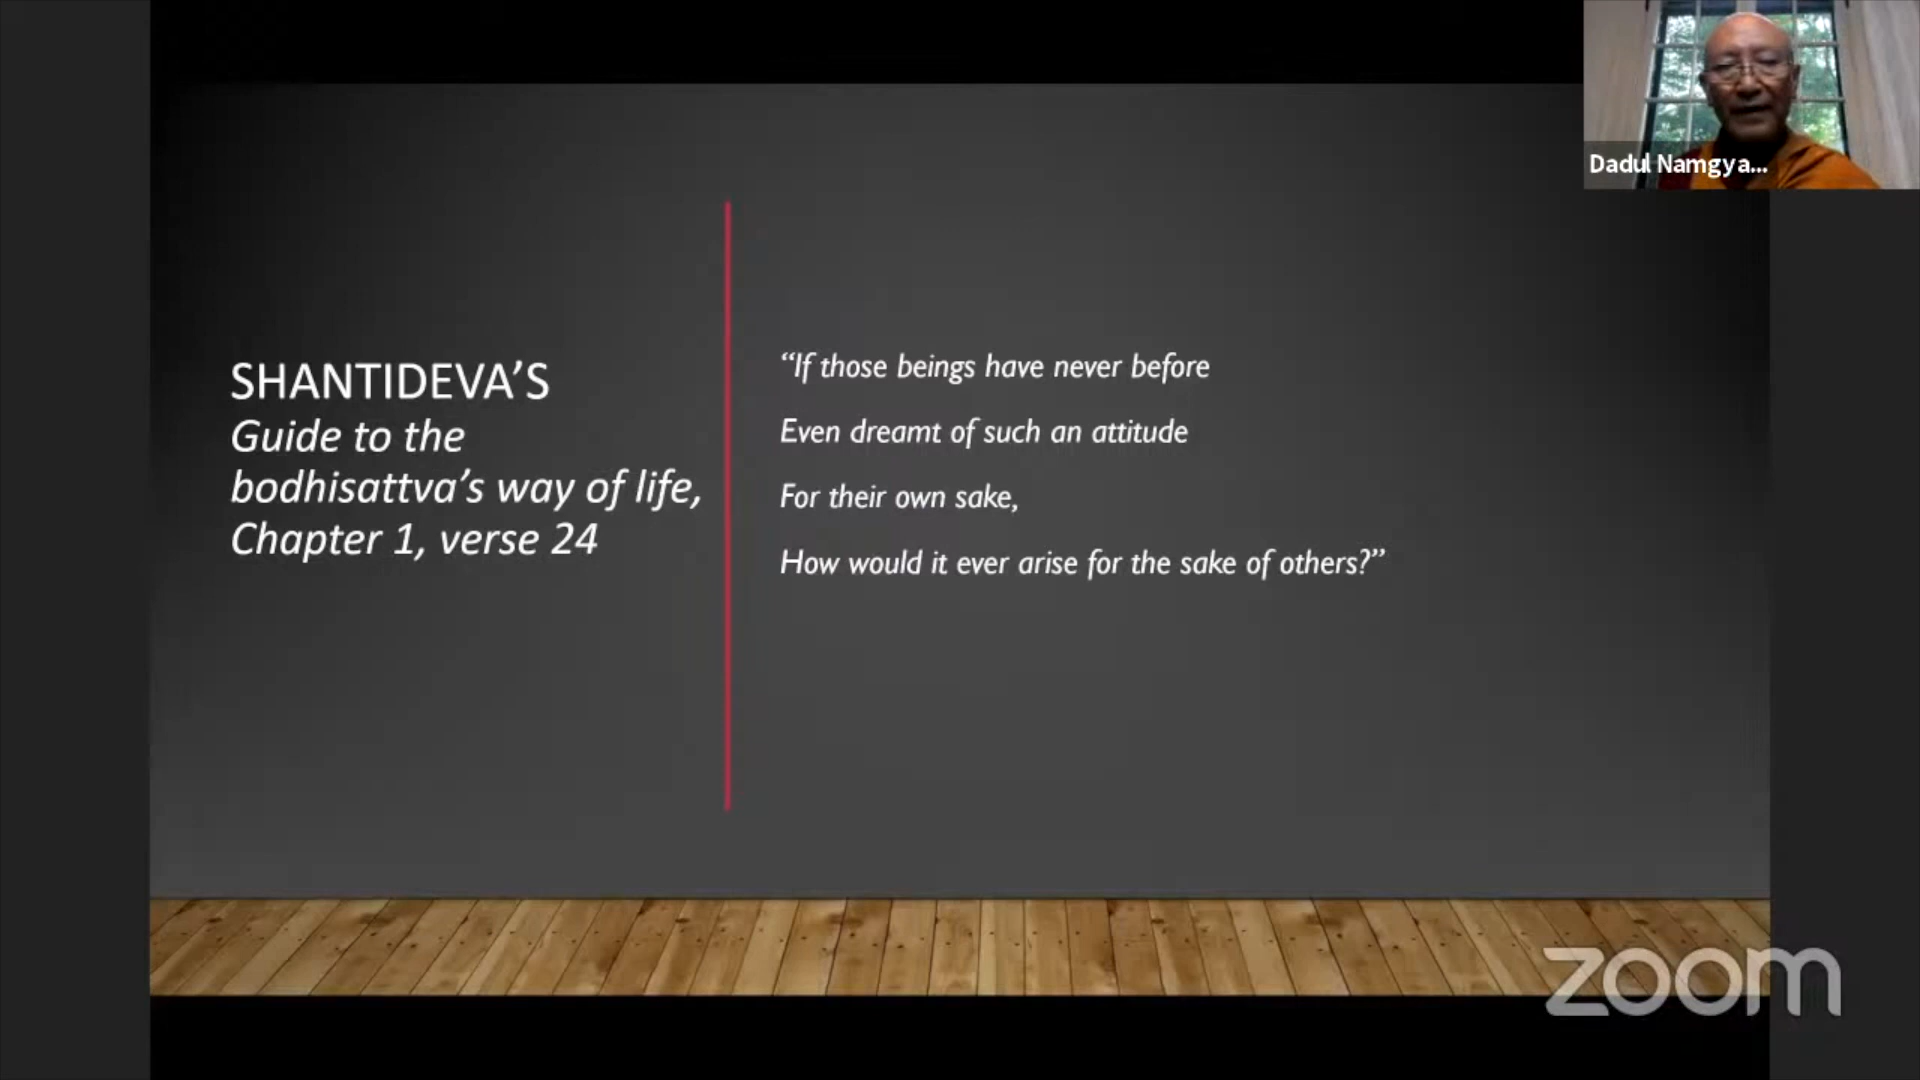 Dadul Namgya...
SHANTIDEVA’S
Guide to the
bodhisattva’s way of life,
Chapter 1, verse 24
“If those beings have never before
Even dreamt of such an attitude
For their own sake,
How would it ever arise for the sake of others?”
zoom